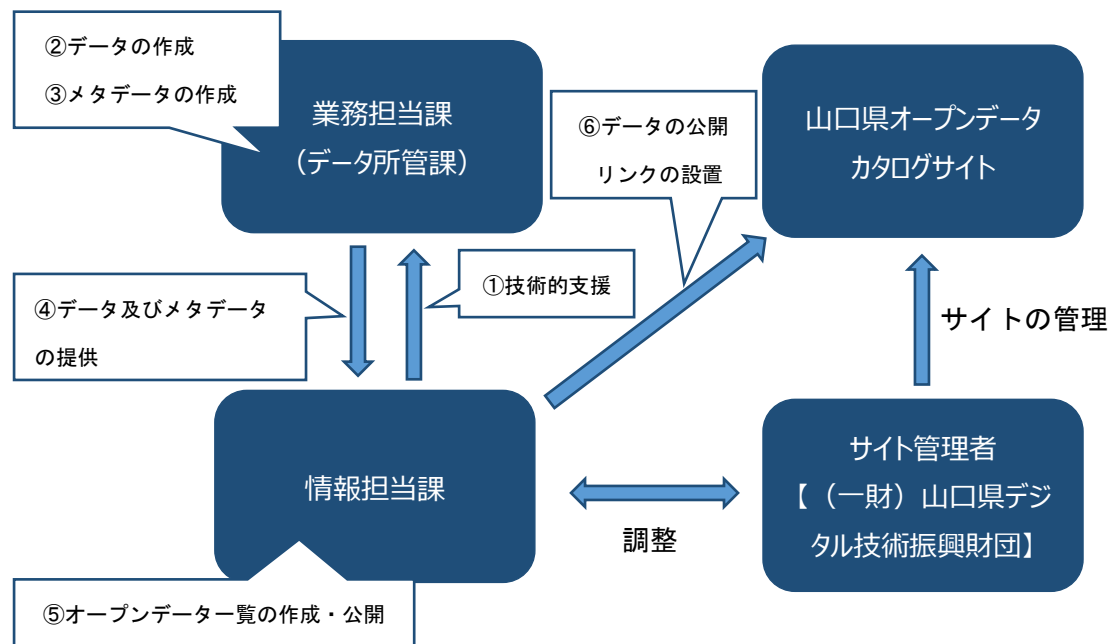 ②データの作成
③メタデータの作成
業務担当課
（データ所管課）
⑥データの公開
リンクの設置
山口県オープンデータ
カタログサイト
④データ及びメタデータ
の提供
①技術的支援
サイトの管理
情報担当課
調整
サイト管理者
【（一財）山口県デジ
タル技術振興財団】
⑤オープンデータ一覧の作成・公開